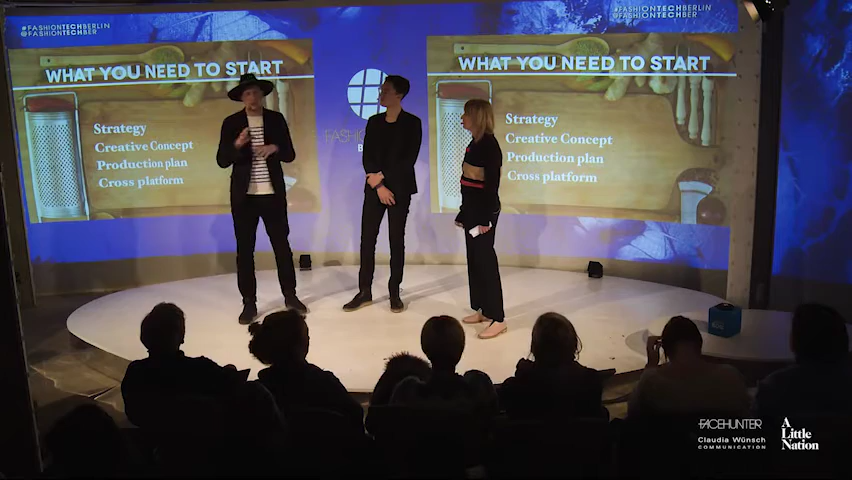 #FASHIONTECHBERLIN
@FASHIONTECHBER
#FASHIONTECHBERLIN
@FASHIONTECHBER
WHAT YOU NEED TO START
Strategy
Creative Concept
Production plan
Cross platform
WHAT YOU NEED TO START
Strategy
Creative Concept
Production plan
Cross platform
FACEHUNTER
Claudia Wünsch
COMMUNICATION
A
Little
Nation